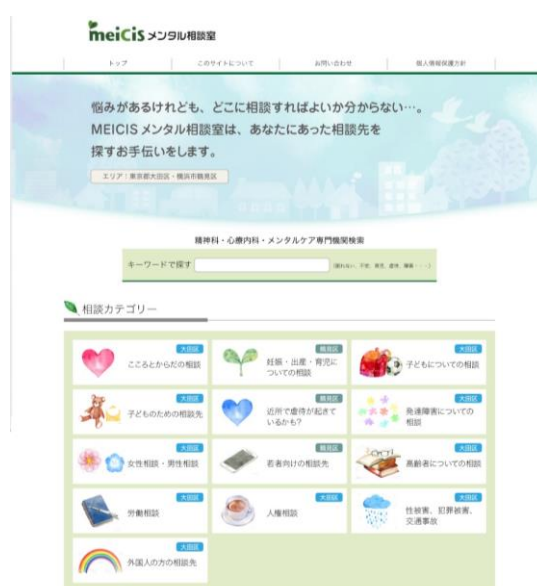 meiCis メンタル相談室
トップ
このサイトについて
お問い合わせ
個人情報保護方針
悩みがあるけれども、どこに相談すればよいか分からない…。
MEICISメンタル相談室は、あなたにあった相談先を
探すお手伝いをします。
エリア：東京都大田区・横浜市鶴見区
精神科・心療内科・メンタルケア専門機関検索
キーワードで探す
相談カテゴリー
大田区
こころとからだの相談
鶴見区
妊娠・出産・育児に
ついての相談
大田区
子どもについての相談
大田区
子どものための相談先
鶴見区
近所で虐待が起きて
いるかも?
大田区
発達障害についての
相談
大田区
女性相談・男性相談
鶴見区
若者向けの相談先
大田区
高齢者についての相談
大田区
労働相談
大田区
人権相談
大田区
性被害、犯罪被害、
交通事故
大田区
外国人の方の相談先